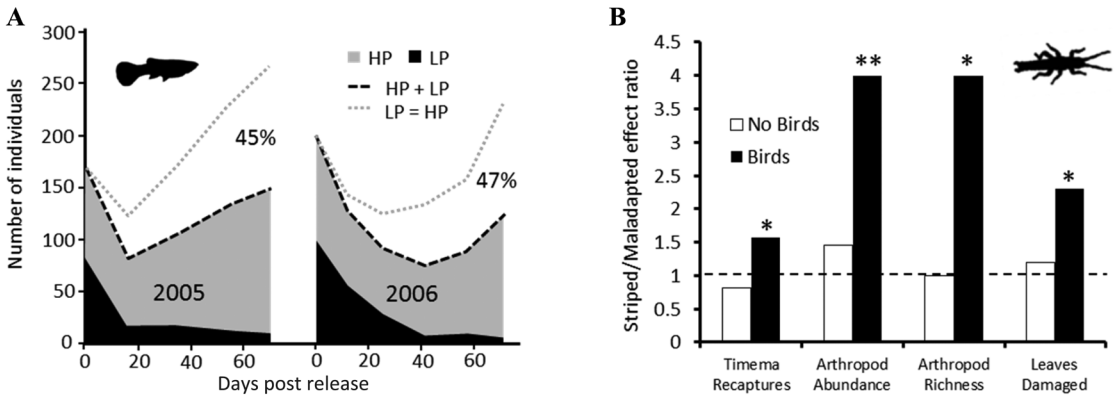 A
Number of individuals
300
250
200
150
100
50
0
HP LP
HP + LP
LP = HP
45%
47%
2005
2006
0 20 40 60
0 20 40 60
Days post release
B
Striped/Maladapted effect ratio
4.5
4
3.5
3
2.5
2
1.5
1
0.5
0
No Birds
Birds
*
**
*
*
Timema
Recaptures
Arthropod
Abundance
Arthropod
Richness
Leaves
Damaged